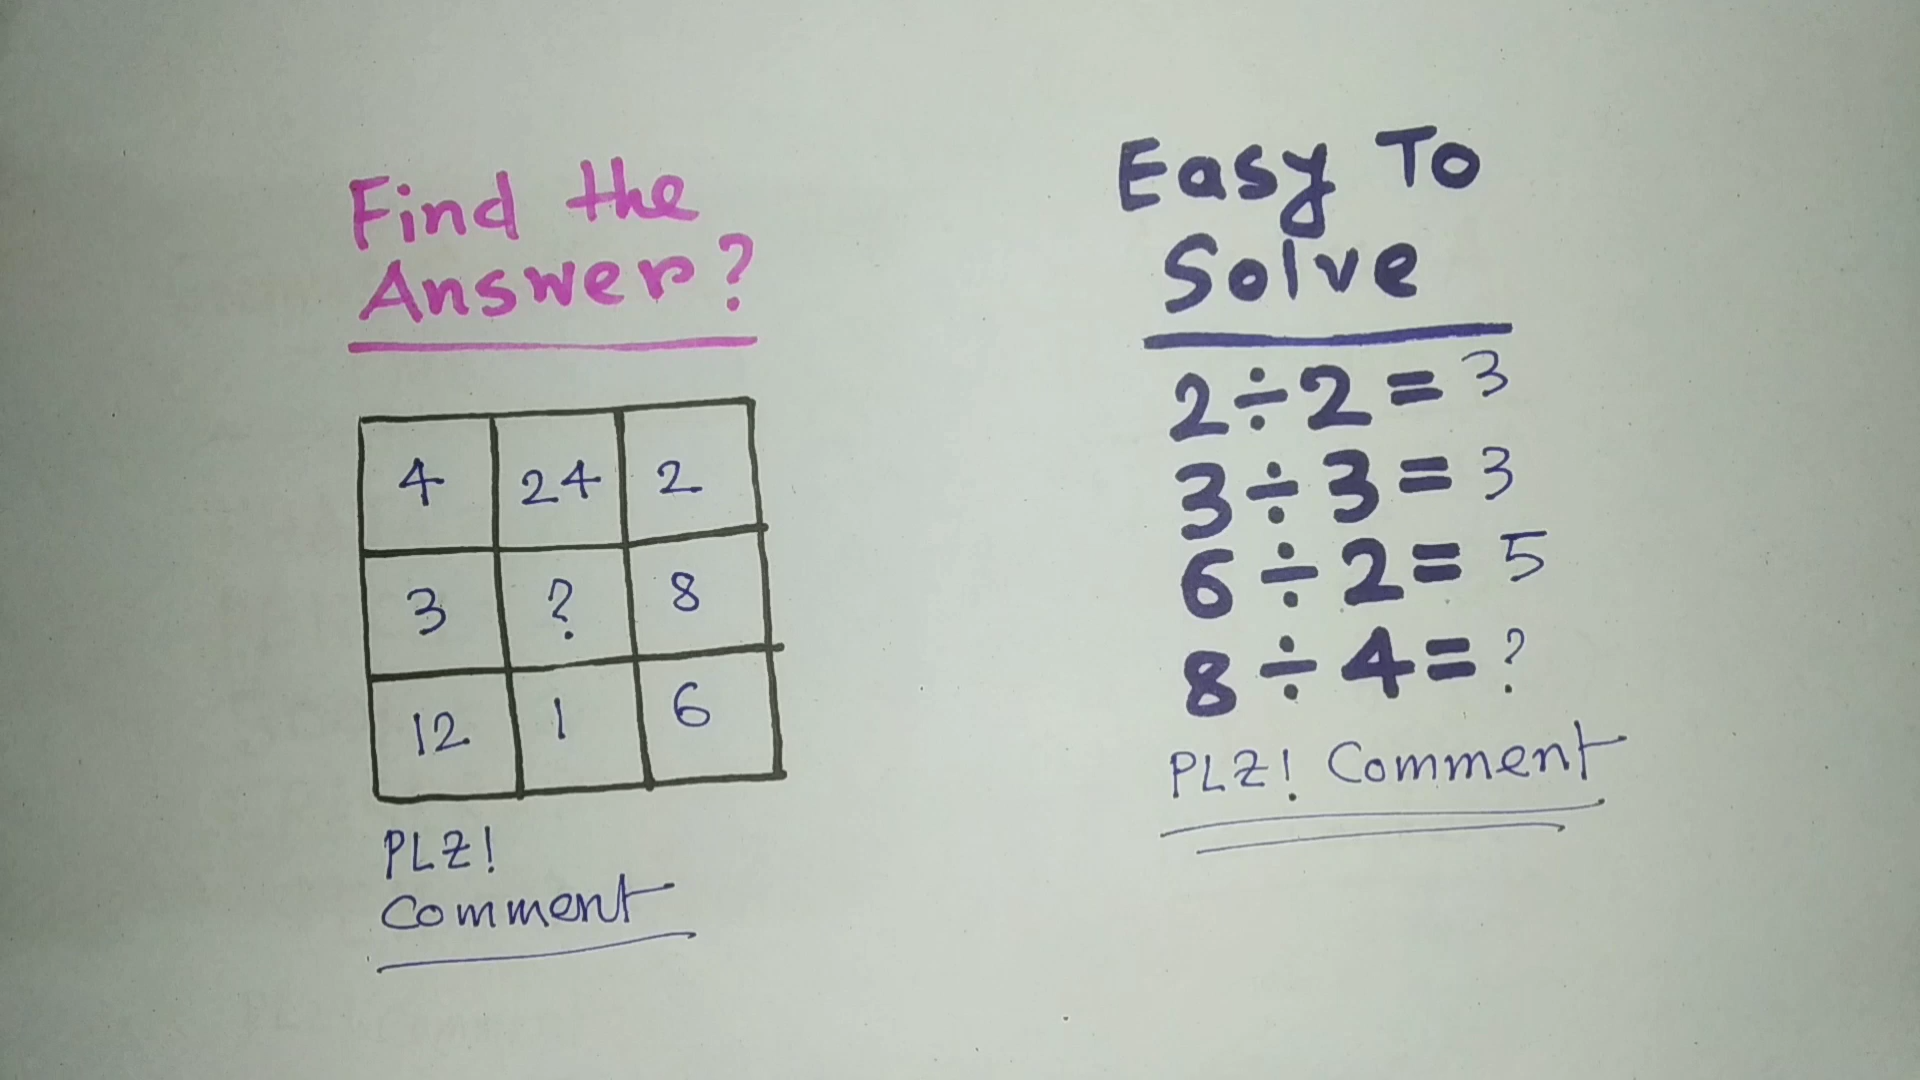 Find the
Answer?
4 24 2
3 ? 8
12 1 6
PLZ!
Comment
Easy To
Solve
2÷2=3
3÷3=3
6÷2=5
8÷4=?
PLZ! Comment